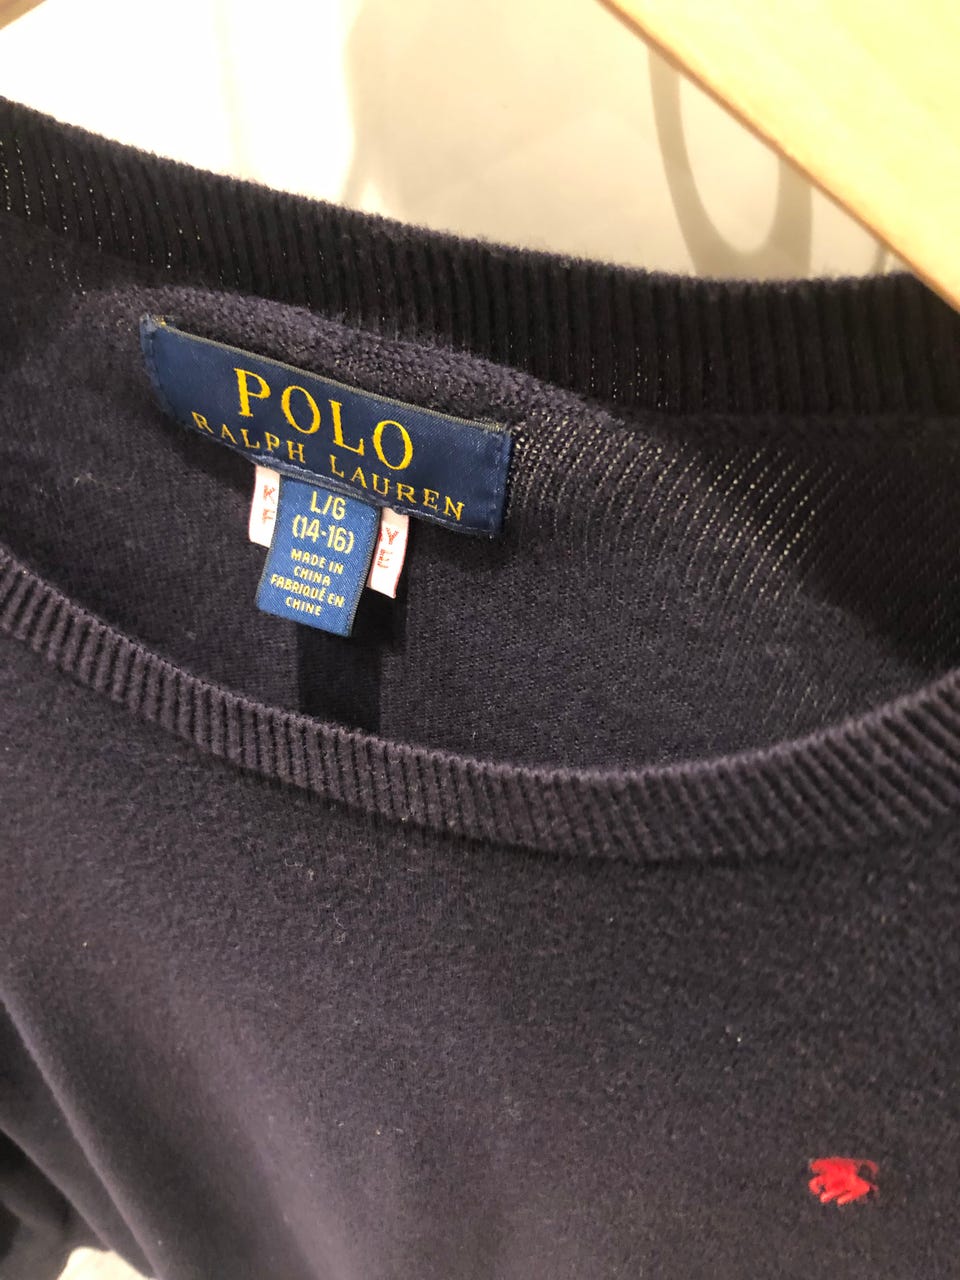 POLO
RALPH LAUREN
L/G
(14-16)
MADE IN
CHINA
FABRIQUÉ EN
CHINE